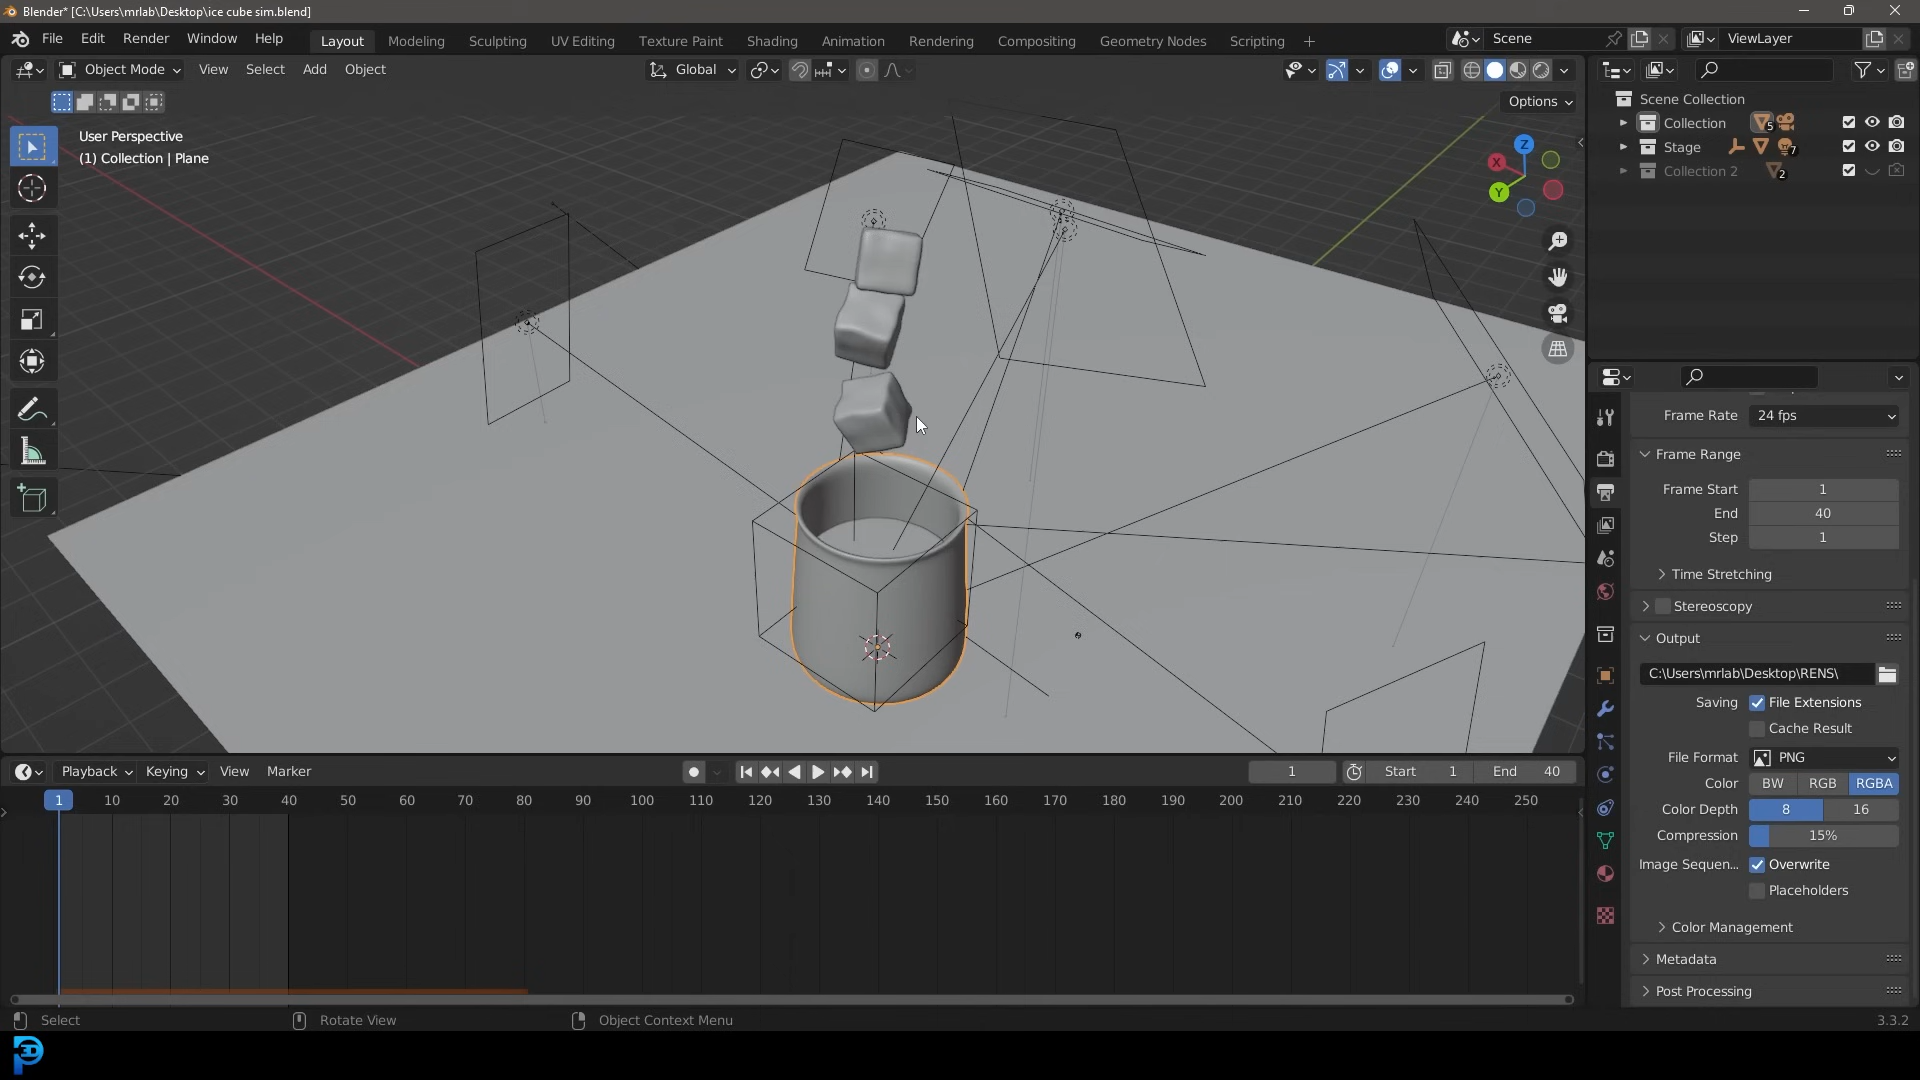 Blender* [C:\Users\mrlab\Desktop\ice cube sim.blend]
File Edit Render Window Help Layout Modeling Sculpting UV Editing Texture Paint Shading Animation Rendering Compositing Geometry Nodes Scripting + Scene ViewLayer
Object Mode View Select Add Object Global
Options
User Perspective
(1) Collection | Plane
Z
X
Y
Scene Collection
Collection 5
Stage 7
Collection 2 2
Frame Rate 24 fps
Frame Range
Frame Start 1
End 40
Step 1
Time Stretching
Stereoscopy
Output
C:\Users\mrlab\Desktop\RENS\
Saving File Extensions
Cache Result
File Format PNG
Color BW RGB RGBA
Color Depth 8 16
Compression 15%
Image Sequen... Overwrite
Placeholders
Color Management
Metadata
Post Processing
Playback Keying View Marker 1 Start 1 End 40
1 10 20 30 40 50 60 70 80 90 100 110 120 130 140 150 160 170 180 190 200 210 220 230 240 250
Select Rotate View Object Context Menu 3.3.2
3D